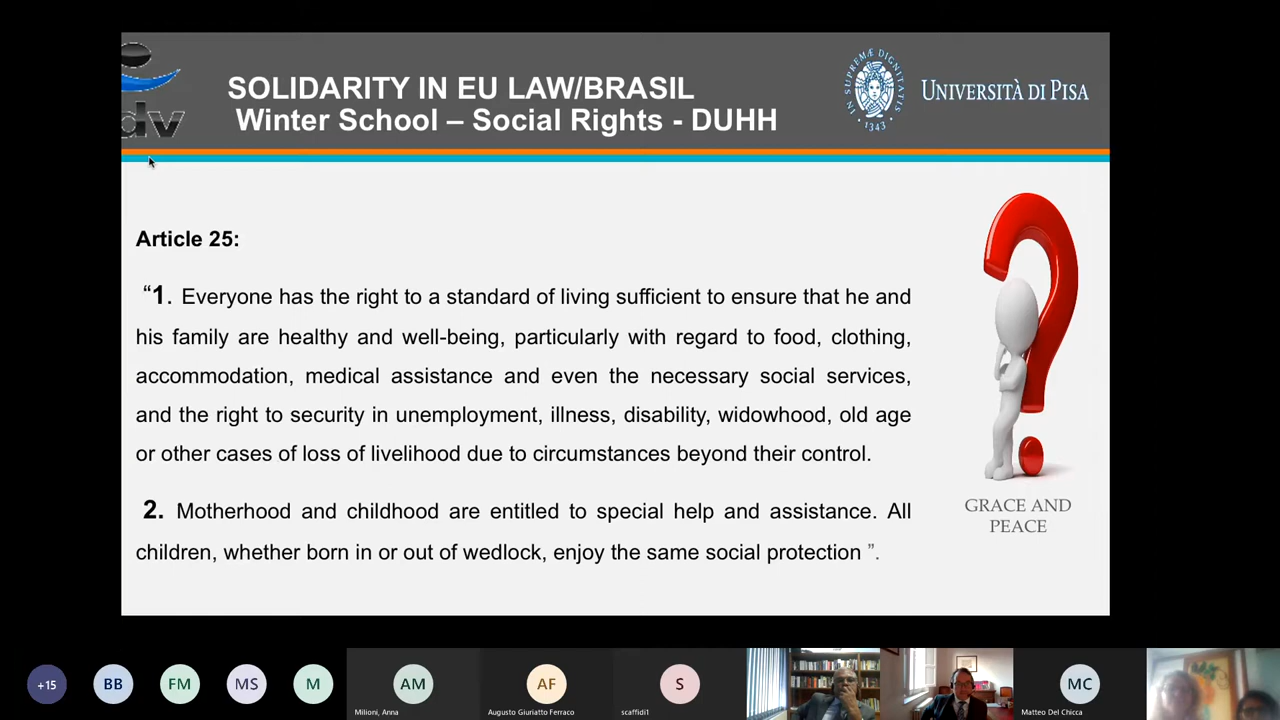 SOLIDARITY IN EU LAW/BRASIL
Winter School – Social Rights - DUHH
dv
IN SUPREMÆ DIGNITATIS
1343
UNIVERSITÀ DI PISA
Article 25:
“1. Everyone has the right to a standard of living sufficient to ensure that he and
his family are healthy and well-being, particularly with regard to food, clothing,
accommodation, medical assistance and even the necessary social services,
and the right to security in unemployment, illness, disability, widowhood, old age
or other cases of loss of livelihood due to circumstances beyond their control.
2. Motherhood and childhood are entitled to special help and assistance. All
children, whether born in or out of wedlock, enjoy the same social protection ”.
GRACE AND
PEACE
+15
BB
FM
MS
M
AM
Milioni, Anna
AF
Augusto Giuriatto Ferraco
S
scaffidi1
MC
Matteo Del Chicca